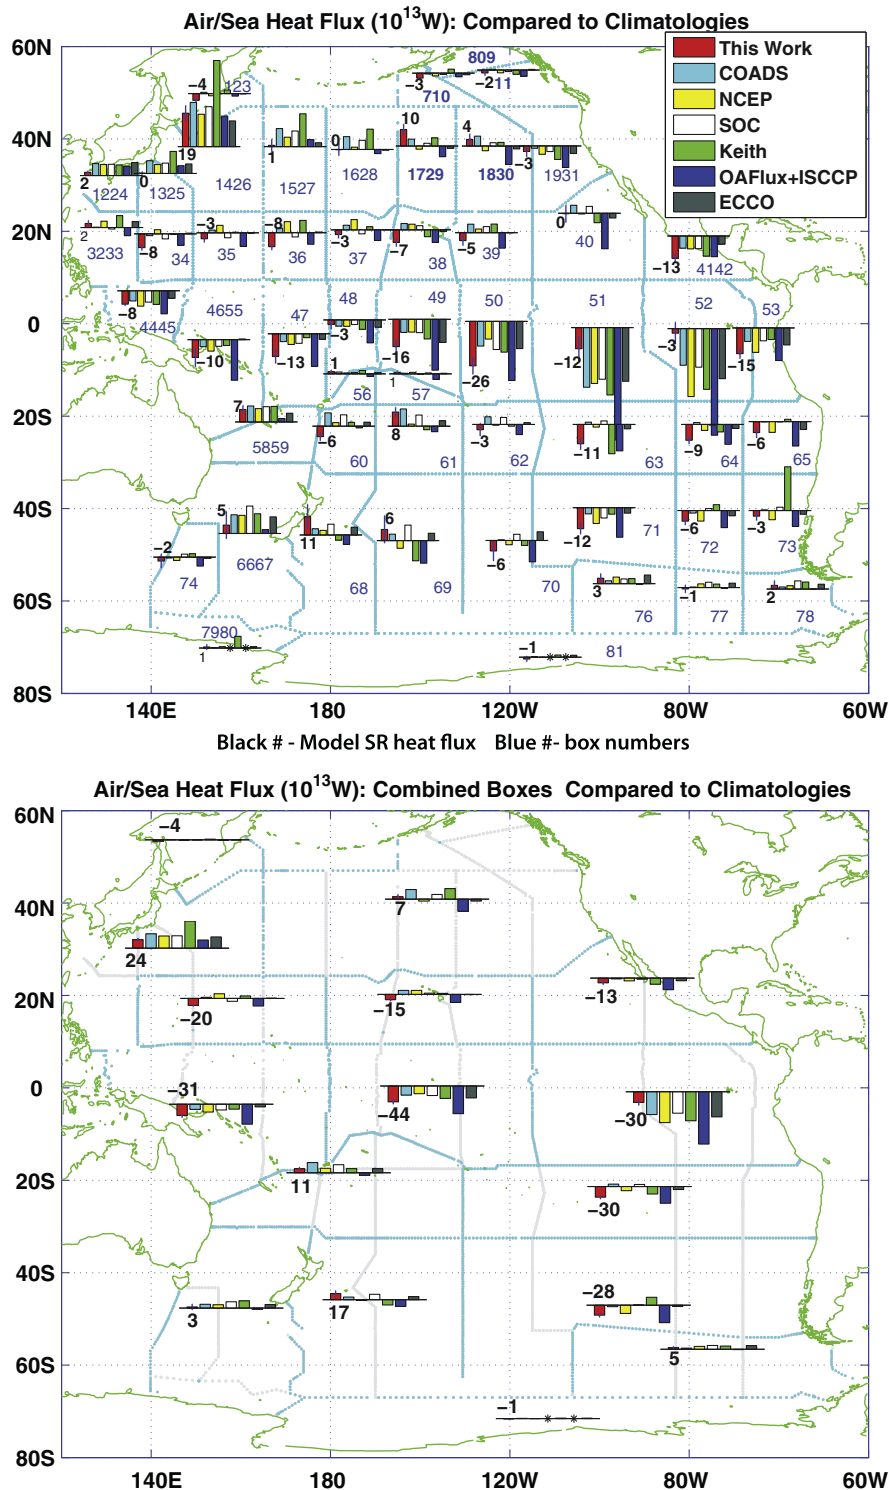 Air/Sea Heat Flux (10^13W): Compared to Climatologies
60N
40N
20N
0
20S
40S
60S
80S
This Work
COADS
NCEP
SOC
Keith
OAFlux+ISCCP
ECCO
809
−4 123 −3 −2 11
710
19 1 0 10 4 −3
2 0
1224 1325 1426 1527 1628 1729 1830 1931
2 −8 −3 −8 −3 −7 −5 0 −13
3233 34 35 36 37 38 39 40 4142
−8 4655 47 48 49 50 51 52 53
4445
−10 −13 −3 −16 −26 −12 −3 −15
1 1
56 57
7 −6 8 −3 −11 −9 −6
5859 60 61 62 63 64 65
5 11 6 −6 −12 −6 −3
−2 71 72 73
74 6667 68 69 70
3 −1 2
76 77 78
7980
1 −1 81
140E 180 120W 80W 60W
Black # - Model SR heat flux Blue #- box numbers
Air/Sea Heat Flux (10^13W): Combined Boxes Compared to Climatologies
60N
40N
20N
0
20S
40S
60S
80S
−4
7
24
−20 −15 −13
−31 −44 −30
11 −30
3 17 −28
5
−1
140E 180 120W 80W 60W